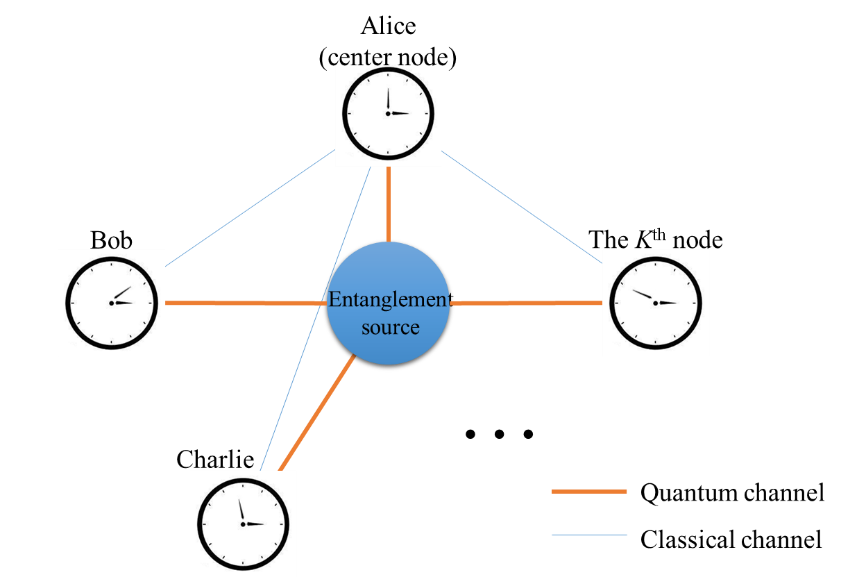 Alice
(center node)
Bob
The Kth node
Entanglement
source
Charlie
• • •
Quantum channel
Classical channel